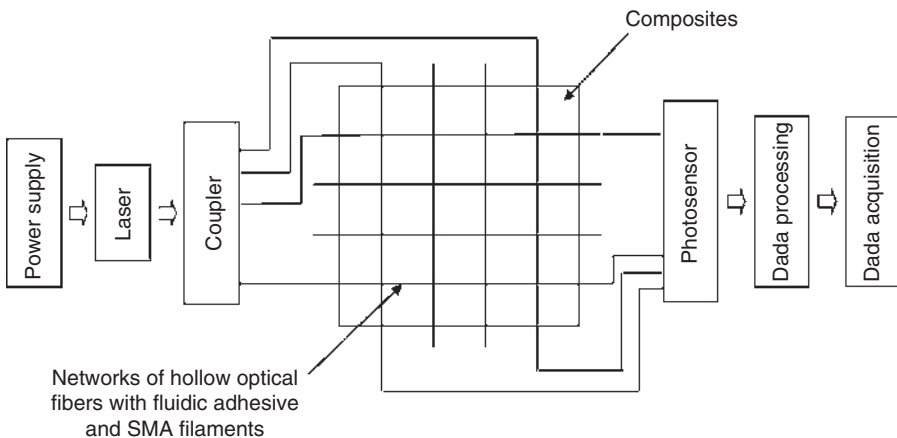 Composites
Power supply
Laser
Coupler
Photosensor
Dada processing
Dada acquisition
Networks of hollow optical
fibers with fluidic adhesive
and SMA filaments